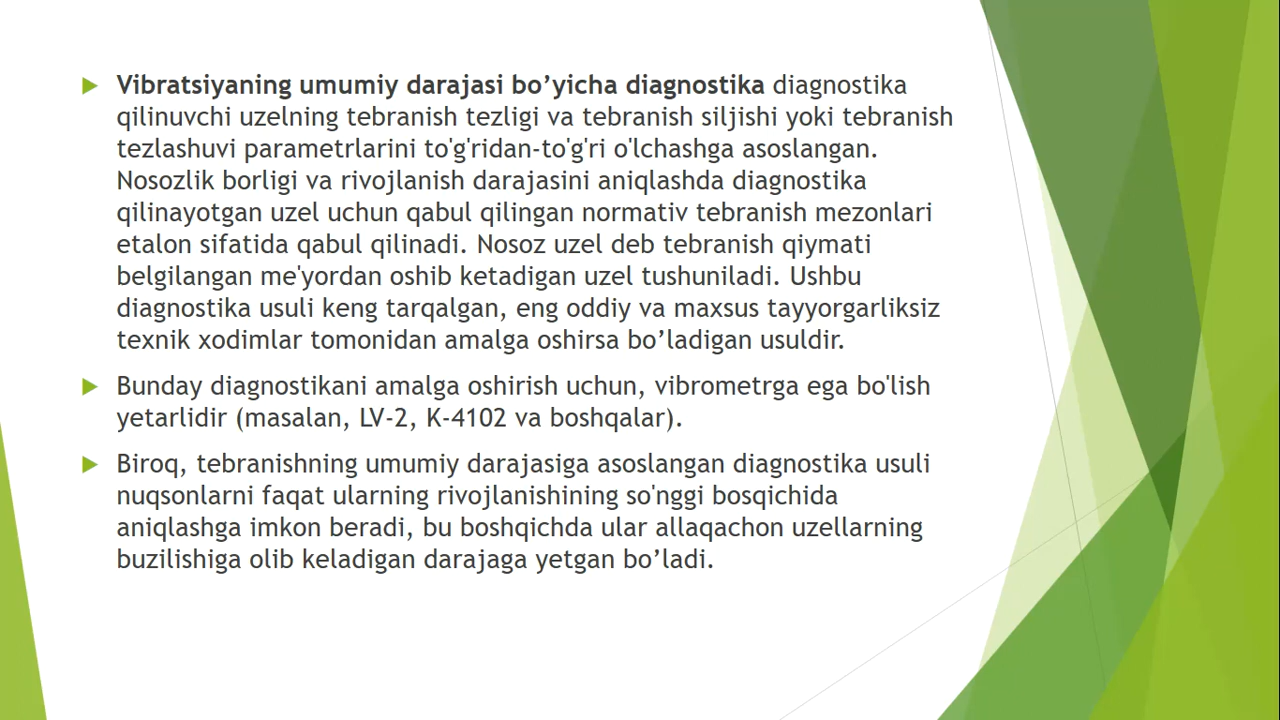 Vibratsiyaning umumiy darajasi bo’yicha diagnostika diagnostika
qilinuvchi uzelning tebranish tezligi va tebranish siljishi yoki tebranish
tezlashuvi parametrlarini to'g'ridan-to'g'ri o'lchashga asoslangan.
Nosozlik borligi va rivojlanish darajasini aniqlashda diagnostika
qilinayotgan uzel uchun qabul qilingan normativ tebranish mezonlari
etalon sifatida qabul qilinadi. Nosoz uzel deb tebranish qiymati
belgilangan me'yordan oshib ketadigan uzel tushuniladi. Ushbu
diagnostika usuli keng tarqalgan, eng oddiy va maxsus tayyorgarliksiz
texnik xodimlar tomonidan amalga oshirsa bo’ladigan usuldir.
Bunday diagnostikani amalga oshirish uchun, vibrometrga ega bo'lish
yetarlidir (masalan, LV-2, K-4102 va boshqalar).
Biroq, tebranishning umumiy darajasiga asoslangan diagnostika usuli
nuqsonlarni faqat ularning rivojlanishining so'nggi bosqichida
aniqlashga imkon beradi, bu boshqichda ular allaqachon uzellarning
buzilishiga olib keladigan darajaga yetgan bo’ladi.